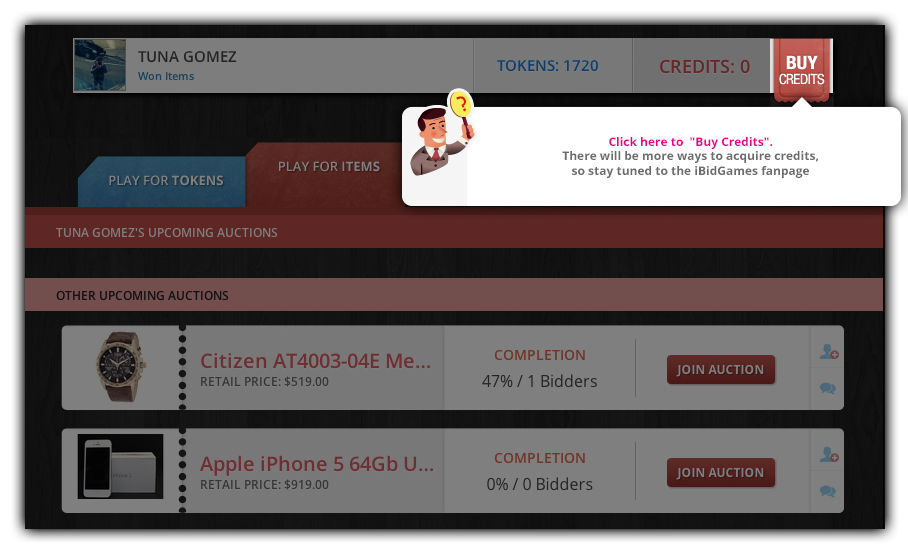 TUNA GOMEZ
Won Items
TOKENS: 1720
CREDITS: 0
BUY
CREDITS
?
Click here to "Buy Credits".
There will be more ways to acquire credits,
so stay tuned to the iBidGames fanpage
PLAY FOR TOKENS
PLAY FOR ITEMS
TUNA GOMEZ'S UPCOMING AUCTIONS
OTHER UPCOMING AUCTIONS
Citizen AT4003-04E Me...
RETAIL PRICE: $519.00
COMPLETION
47% / 1 Bidders
JOIN AUCTION
Apple iPhone 5 64Gb U...
RETAIL PRICE: $919.00
COMPLETION
0% / 0 Bidders
JOIN AUCTION